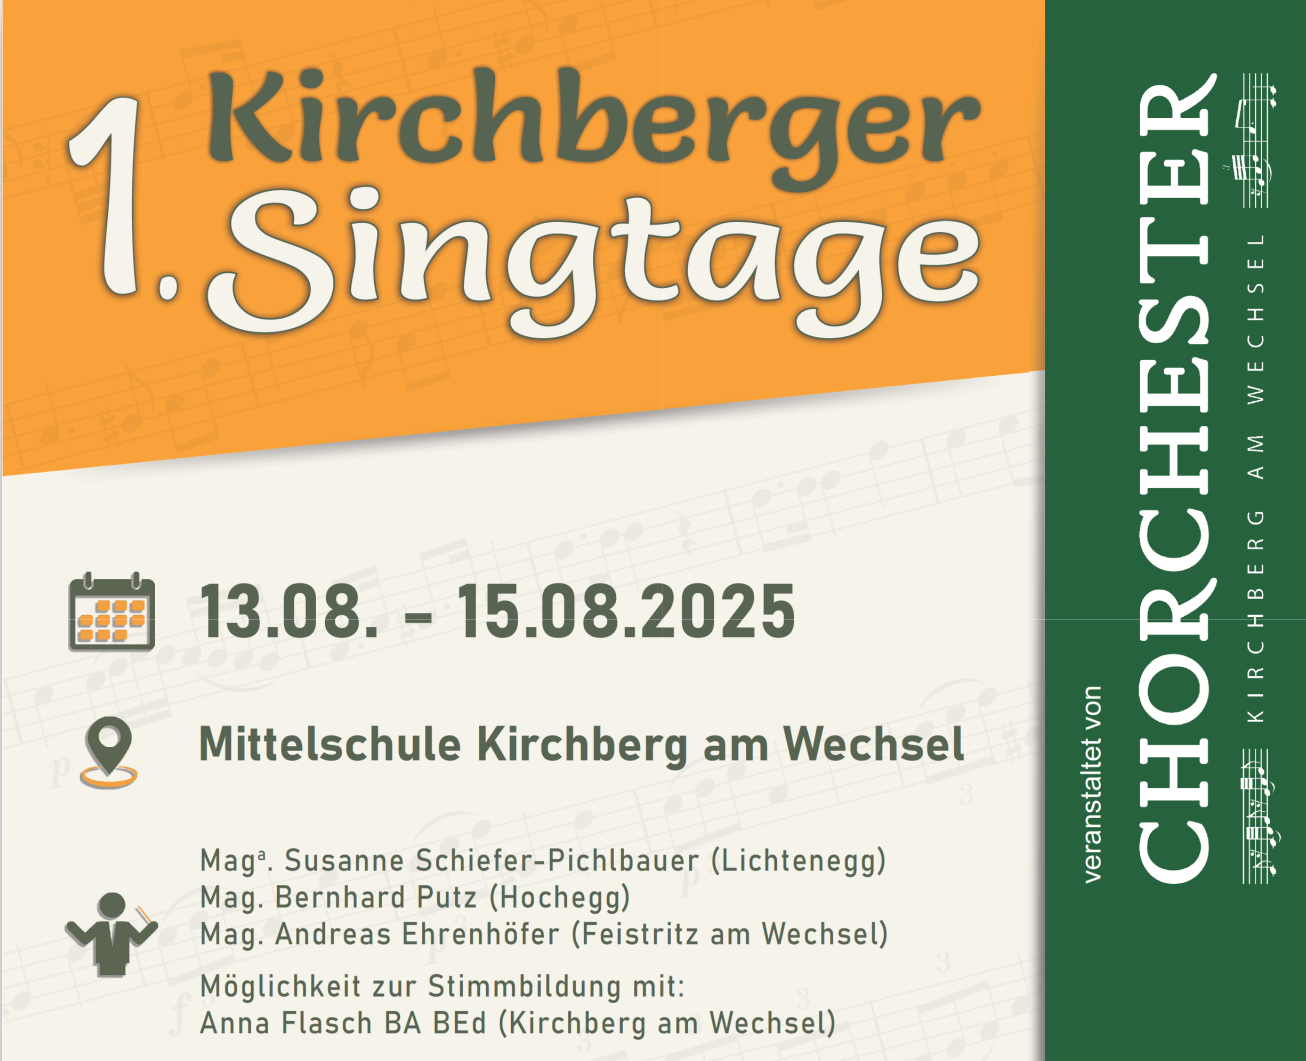 1. Kirchberger
Singtage
13.08. – 15.08.2025
Mittelschule Kirchberg am Wechsel
Magª. Susanne Schiefer-Pichlbauer (Lichtenegg)
Mag. Bernhard Putz (Hochegg)
Mag. Andreas Ehrenhöfer (Feistritz am Wechsel)
Möglichkeit zur Stimmbildung mit:
Anna Flasch BA BEd (Kirchberg am Wechsel)
veranstaltet von
CHORCHESTER
KIRCHBERG AM WECHSEL